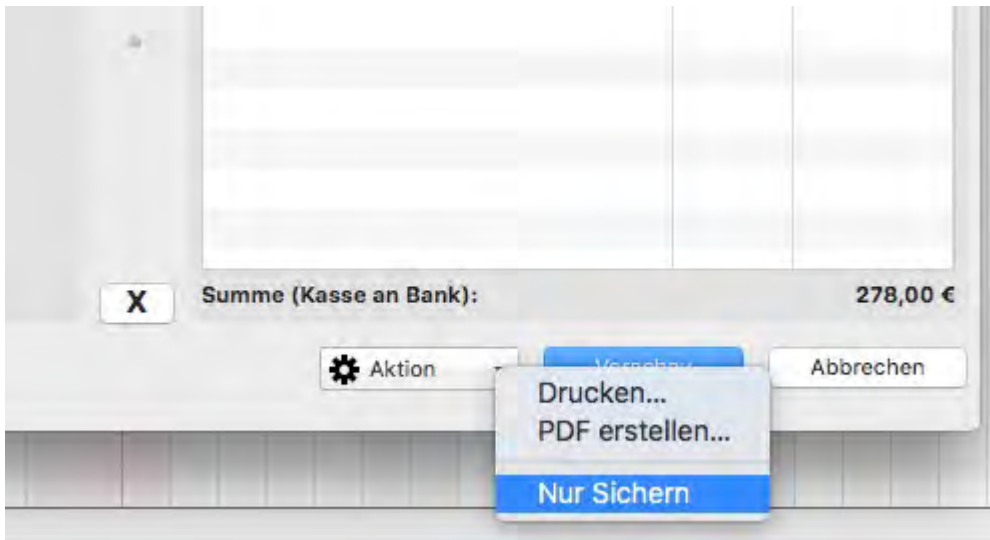 X
Summe (Kasse an Bank): 278,00 €
Aktion
Abbrechen
Drucken...
PDF erstellen...
Nur Sichern